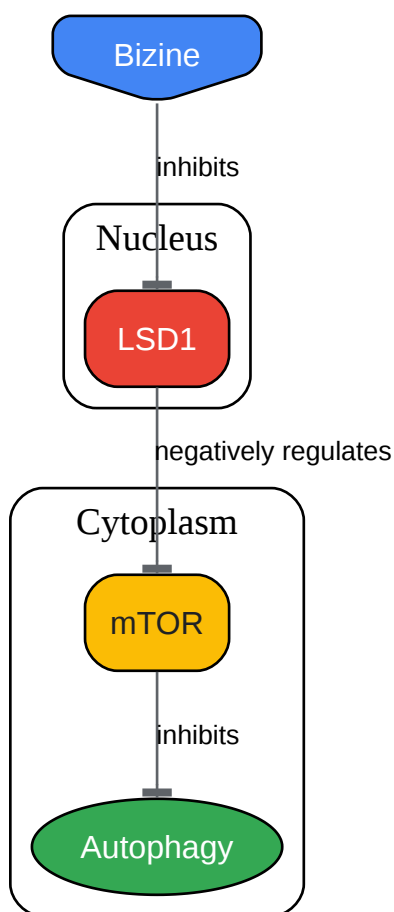 Bizine
inhibits
Nucleus
LSD1
negatively regulates
Cytoplasm
mTOR
inhibits
Autophagy